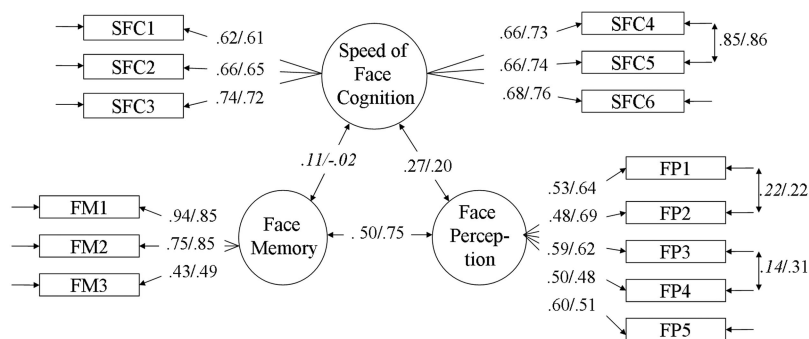 SFC1
.62/.61
SFC2
.66/.65
SFC3
.74/.72
Speed of
Face
Cognition
.66/.73
SFC4
.85/.86
.66/.74
SFC5
.68/.76
SFC6
.11/-.02
.27/.20
FM1
.94/.85
FM2
.75/.85
FM3
.43/.49
Face
Memory
. 50/.75
Face
Percep-
tion
.53/.64
FP1
.22/.22
.48/.69
FP2
.59/.62
FP3
.14/.31
.50/.48
FP4
.60/.51
FP5